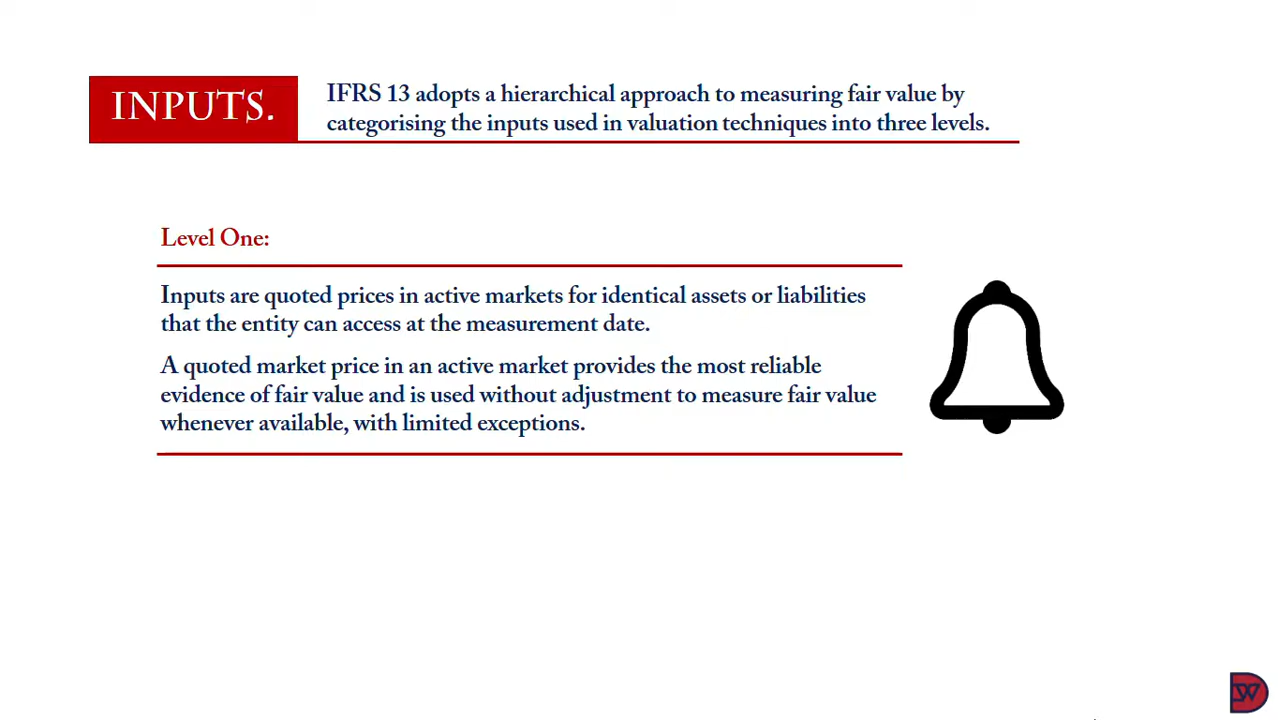 INPUTS.
IFRS 13 adopts a hierarchical approach to measuring fair value by
categorising the inputs used in valuation techniques into three levels.
Level One:
Inputs are quoted prices in active markets for identical assets or liabilities
that the entity can access at the measurement date.
A quoted market price in an active market provides the most reliable
evidence of fair value and is used without adjustment to measure fair value
whenever available, with limited exceptions.
DW